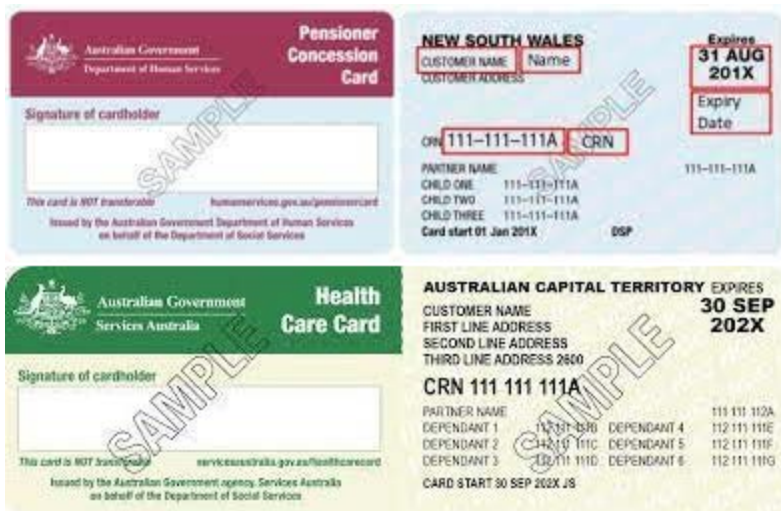 Australian Government
Department of Human Services
Pensioner
Concession
Card
Signature of cardholder
SAMPLE
This card is NOT transferable
humanservices.gov.au/pensionercard
Issued by the Australian Government Department of Human Services
on behalf of the Department of Social Services
NEW SOUTH WALES
Expires
31 AUG
201X
CUSTOMER NAME Name
CUSTOMER ADDRESS
Expiry
Date
CRN 111-111-111A CRN
PARTNER NAME 111-111-111A
CHILD ONE 111-111-111A
CHILD TWO 111-111-111A
CHILD THREE 111-111-111A
Card start 01 Jan 201X DSP
SAMPLE
Australian Government
Services Australia
Health
Care Card
Signature of cardholder
SAMPLE
This card is NOT transferable
servicesaustralia.gov.au/healthcarecard
Issued by the Australian Government agency, Services Australia
on behalf of the Department of Social Services
AUSTRALIAN CAPITAL TERRITORY EXPIRES
30 SEP
202X
CUSTOMER NAME
FIRST LINE ADDRESS
SECOND LINE ADDRESS
THIRD LINE ADDRESS 2600
CRN 111 111 111A
PARTNER NAME 111 111 112A
DEPENDANT 1 DEPENDANT 4 112 111 111E
DEPENDANT 2 112 111 111C DEPENDANT 5 112 111 111F
DEPENDANT 3 112 111 111D DEPENDANT 6 112 111 111G
CARD START 30 SEP 202X JS
SAMPLE